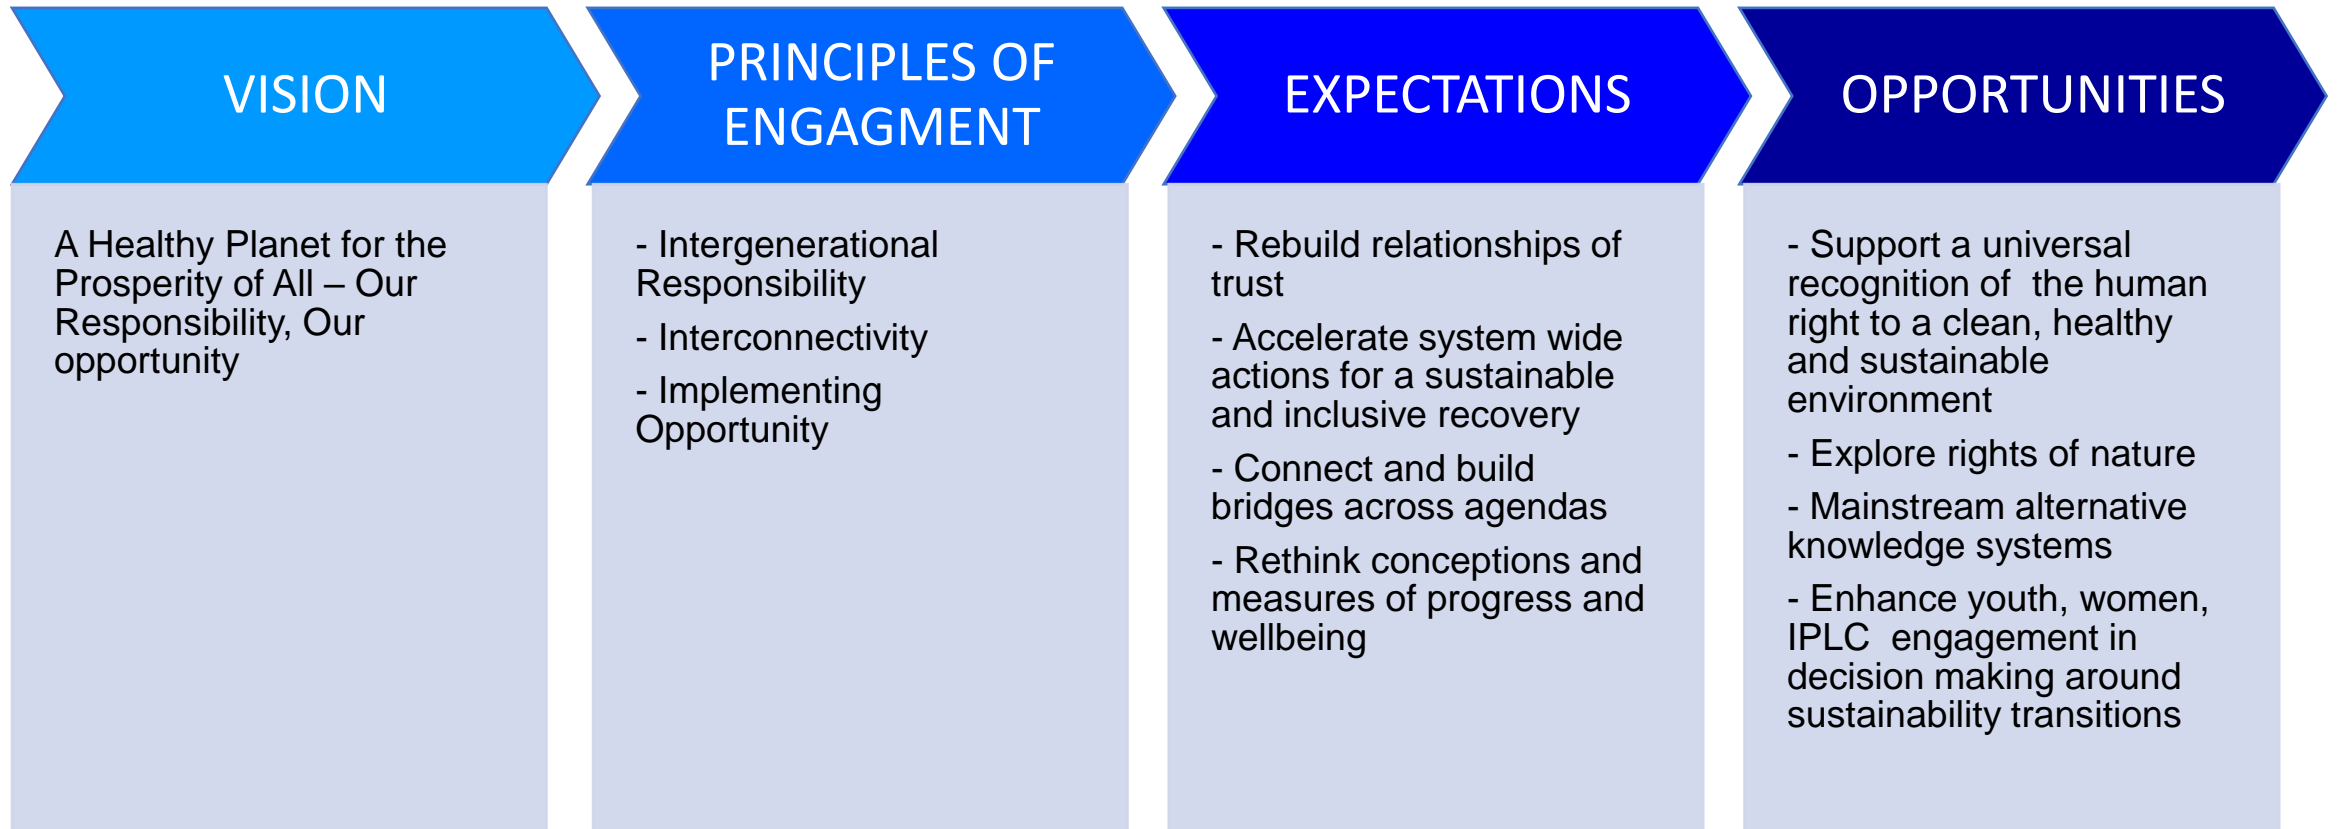 VISION
A Healthy Planet for the
Prosperity of All – Our
Responsibility, Our
opportunity
PRINCIPLES OF
ENGAGMENT
- Intergenerational
Responsibility
- Interconnectivity
- Implementing
Opportunity
EXPECTATIONS
- Rebuild relationships of
trust
- Accelerate system wide
actions for a sustainable
and inclusive recovery
- Connect and build
bridges across agendas
- Rethink conceptions and
measures of progress and
wellbeing
OPPORTUNITIES
- Support a universal
recognition of  the human
right to a clean, healthy
and sustainable
environment
- Explore rights of nature
- Mainstream alternative
knowledge systems
- Enhance youth, women,
IPLC  engagement in
decision making around
sustainability transitions